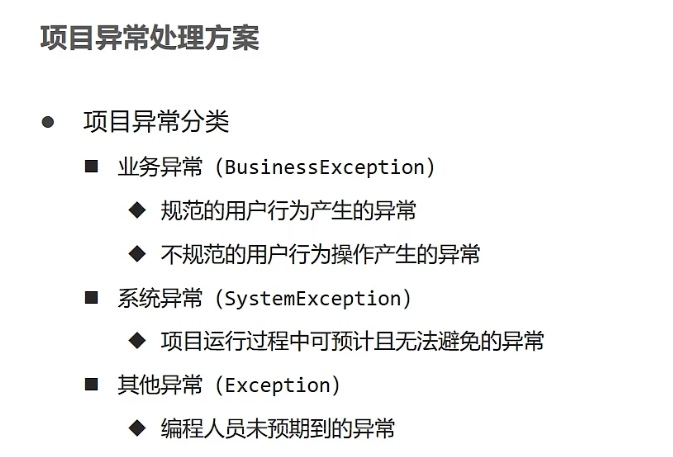 项目异常处理方案
● 项目异常分类
■ 业务异常（BusinessException）
◆ 规范的用户行为产生的异常
◆ 不规范的用户行为操作产生的异常
■ 系统异常（SystemException）
◆ 项目运行过程中可预计且无法避免的异常
■ 其他异常（Exception）
◆ 编程人员未预期到的异常